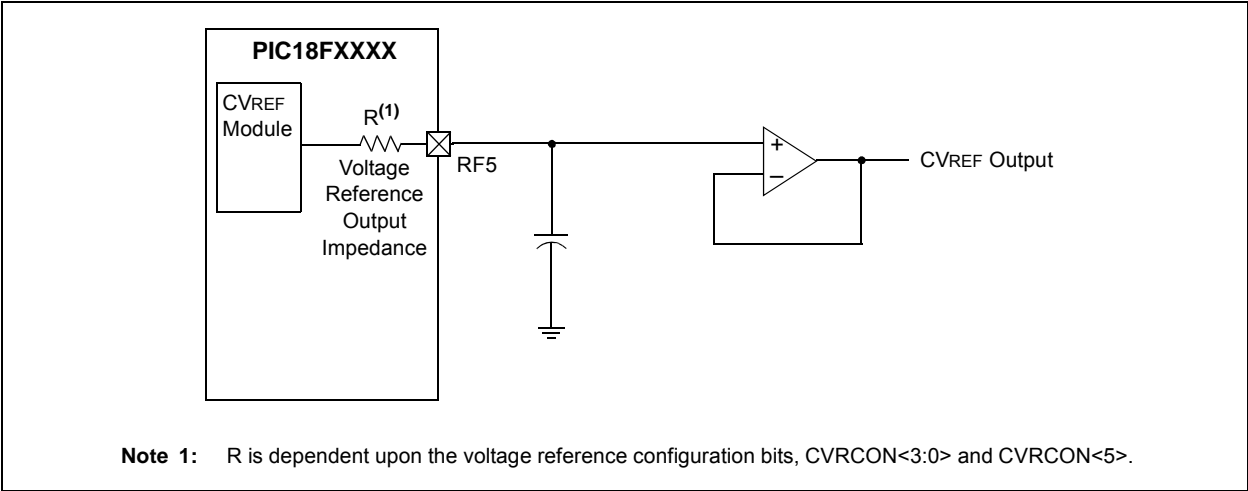 PIC18FXXXX
CVREF
Module
R(1)
Voltage
Reference
Output
Impedance
RF5
+
–
CVREF Output
Note 1: R is dependent upon the voltage reference configuration bits, CVRCON<3:0> and CVRCON<5>.